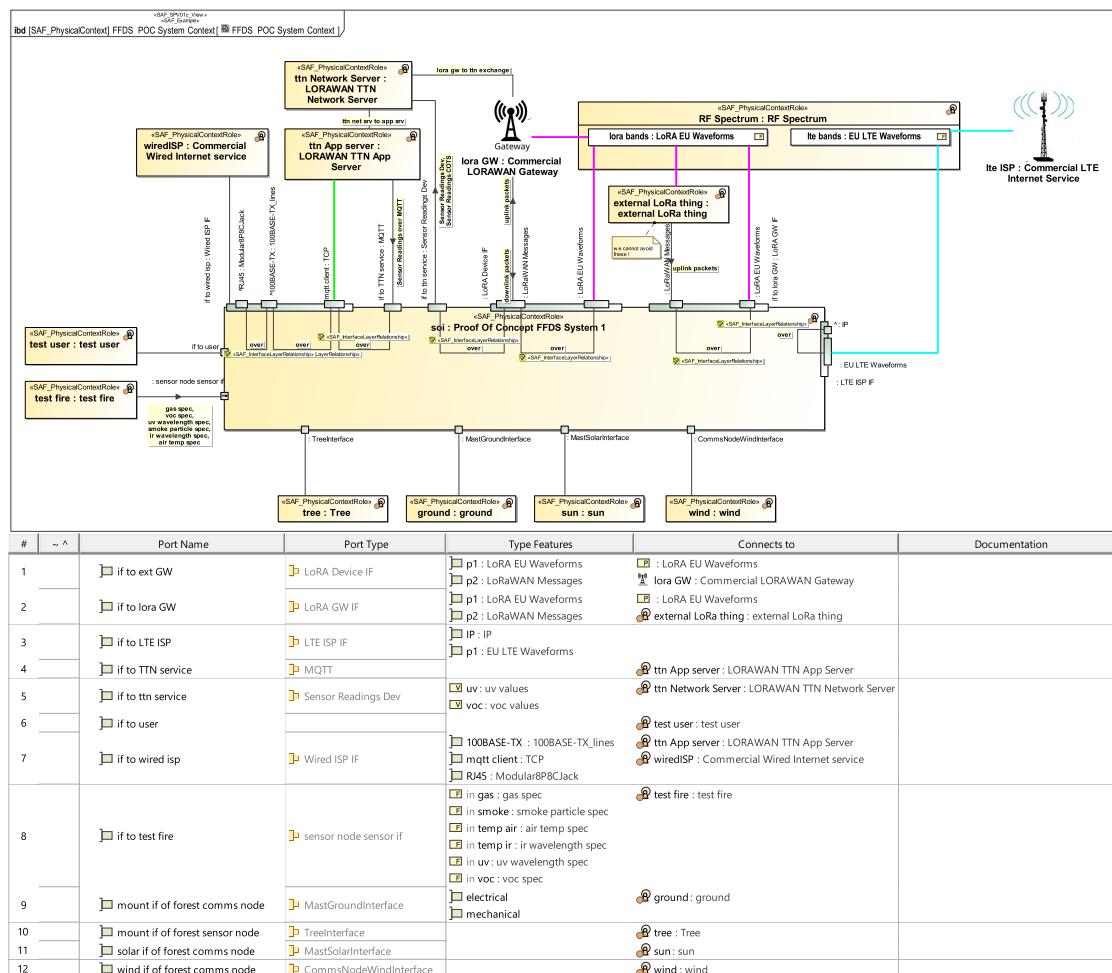 «SAF_SPV01c_View»
«SAF_Example»
ibd [SAF_PhysicalContext] FFDS POC System Context[ FFDS POC System Context ]
«SAF_PhysicalContextRole»
ttn Network Server :
LORAWAN TTN
Network Server
lora gw to ttn exchange
ttn net srv to app srv
«SAF_PhysicalContextRole»
wiredISP : Commercial
Wired Internet service
«SAF_PhysicalContextRole»
ttn App server :
LORAWAN TTN App
Server
Gateway
lora GW : Commercial
LORAWAN Gateway
«SAF_PhysicalContextRole»
RF Spectrum : RF Spectrum
lora bands : LoRA EU Waveforms
lte bands : EU LTE Waveforms
lte ISP : Commercial LTE
Internet Service
«SAF_PhysicalContextRole»
external LoRa thing :
external LoRa thing
we cannot avoid
these !
if to wired isp : Wired ISP IF
^RJ45 : Modular8P8CJack
^100BASE-TX : 100BASE-TX_lines
mqtt client : TCP
if to TTN service : MQTT
Sensor Readings over MQTT
if to ttn service : Sensor Readings Dev
Sensor Readings Dev,
Sensor Readings COTS
: LoRA Device IF
uplink packets
downlink packets
: LoRaWAN Messages
: LoRA EU Waveforms
: LoRaWAN Messages
uplink packets
: LoRA EU Waveforms
if to lora GW : LoRA GW IF
«SAF_PhysicalContextRole»
soi : Proof Of Concept FFDS System 1
«SAF_InterfaceLayerRelationship»
over
over
«SAF_InterfaceLayerRelationship»
LayerRelationship»
«SAF_InterfaceLayerRelationship»
over
over
«SAF_InterfaceLayerRelationship»
over
«SAF_InterfaceLayerRelationship»
«SAF_InterfaceLayerRelationship»
over
^ : IP
: EU LTE Waveforms
: LTE ISP IF
«SAF_PhysicalContextRole»
test user : test user
if to user
«SAF_PhysicalContextRole»
test fire : test fire
: sensor node sensor if
gas spec,
voc spec,
uv wavelength spec,
smoke particle spec,
ir wavelength spec,
air temp spec
: TreeInterface
: MastGroundInterface
: MastSolarInterface
: CommsNodeWindInterface
«SAF_PhysicalContextRole»
tree : Tree
«SAF_PhysicalContextRole»
ground : ground
«SAF_PhysicalContextRole»
sun : sun
«SAF_PhysicalContextRole»
wind : wind
# ~ ^ Port Name Port Type Type Features Connects to Documentation
1 if to ext GW LoRA Device IF p1 : LoRA EU Waveforms : LoRA EU Waveforms
p2 : LoRaWAN Messages lora GW : Commercial LORAWAN Gateway
2 if to lora GW LoRA GW IF p1 : LoRA EU Waveforms : LoRA EU Waveforms
p2 : LoRaWAN Messages external LoRa thing : external LoRa thing
3 if to LTE ISP LTE ISP IF IP : IP
p1 : EU LTE Waveforms
4 if to TTN service MQTT ttn App server : LORAWAN TTN App Server
5 if to ttn service Sensor Readings Dev uv : uv values ttn Network Server : LORAWAN TTN Network Server
voc : voc values
6 if to user test user : test user
7 if to wired isp Wired ISP IF 100BASE-TX : 100BASE-TX_lines ttn App server : LORAWAN TTN App Server
mqtt client : TCP wiredISP : Commercial Wired Internet service
RJ45 : Modular8P8CJack
8 if to test fire sensor node sensor if in gas : gas spec test fire : test fire
in smoke : smoke particle spec
in temp air : air temp spec
in temp ir : ir wavelength spec
in uv : uv wavelength spec
in voc : voc spec
9 mount if of forest comms node MastGroundInterface electrical ground : ground
mechanical
10 mount if of forest sensor node TreeInterface tree : Tree
11 solar if of forest comms node MastSolarInterface sun : sun
12 wind if of forest comms node CommsNodeWindInterface wind : wind